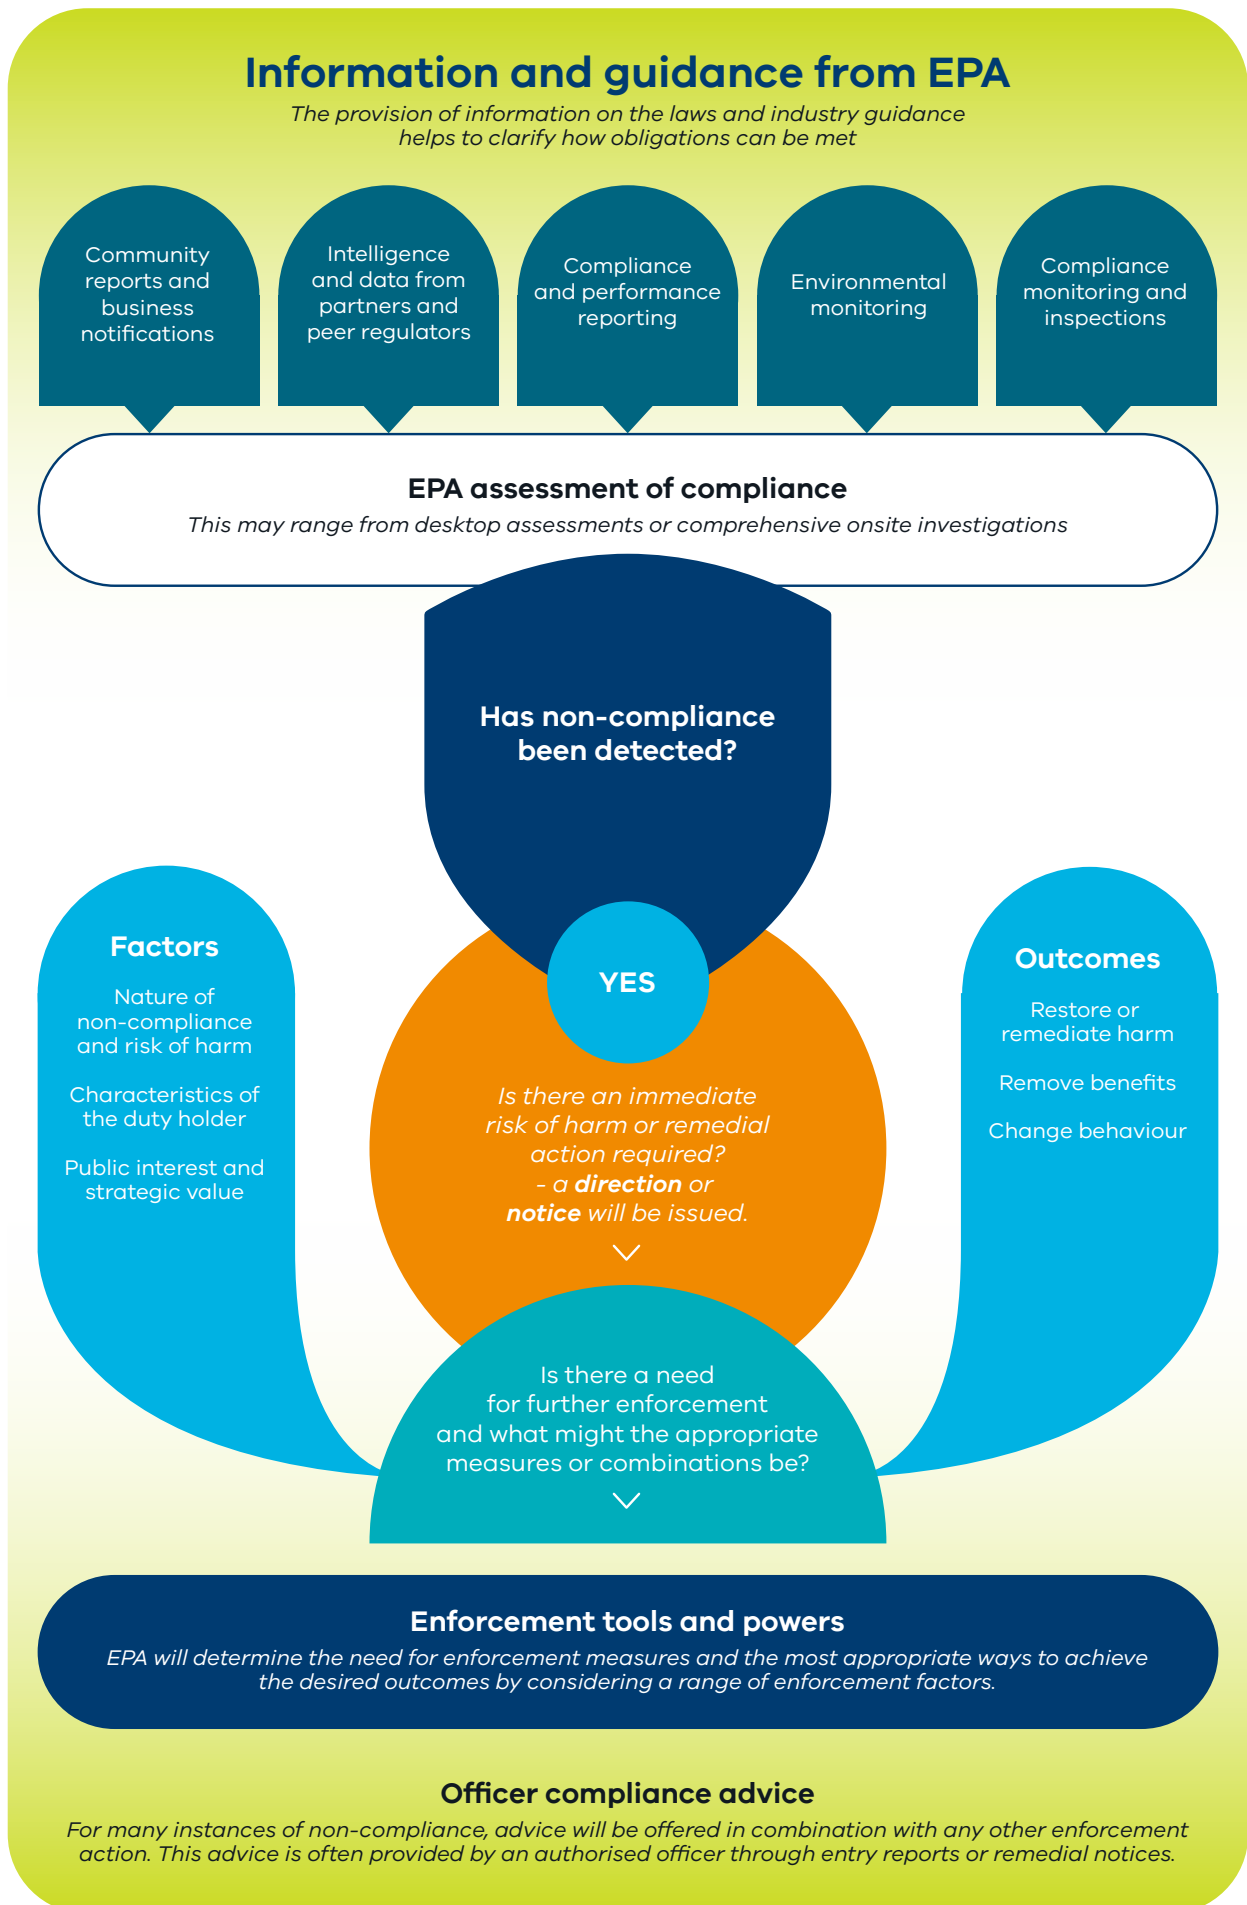 Information and guidance from EPA
The provision of information on the laws and industry guidance
helps to clarify how obligations can be met
Community
reports and
business
notifications
Intelligence
and data from
partners and
peer regulators
Compliance
and performance
reporting
Environmental
monitoring
Compliance
monitoring and
inspections
EPA assessment of compliance
This may range from desktop assessments or comprehensive onsite investigations
Has non-compliance
been detected?
YES
Factors
Nature of
non-compliance
and risk of harm
Characteristics of
the duty holder
Public interest and
strategic value
Is there an immediate
risk of harm or remedial
action required?
- a direction or
notice will be issued.
Outcomes
Restore or
remediate harm
Remove benefits
Change behaviour
Is there a need
for further enforcement
and what might the appropriate
measures or combinations be?
Enforcement tools and powers
EPA will determine the need for enforcement measures and the most appropriate ways to achieve
the desired outcomes by considering a range of enforcement factors.
Officer compliance advice
For many instances of non-compliance, advice will be offered in combination with any other enforcement
action. This advice is often provided by an authorised officer through entry reports or remedial notices.